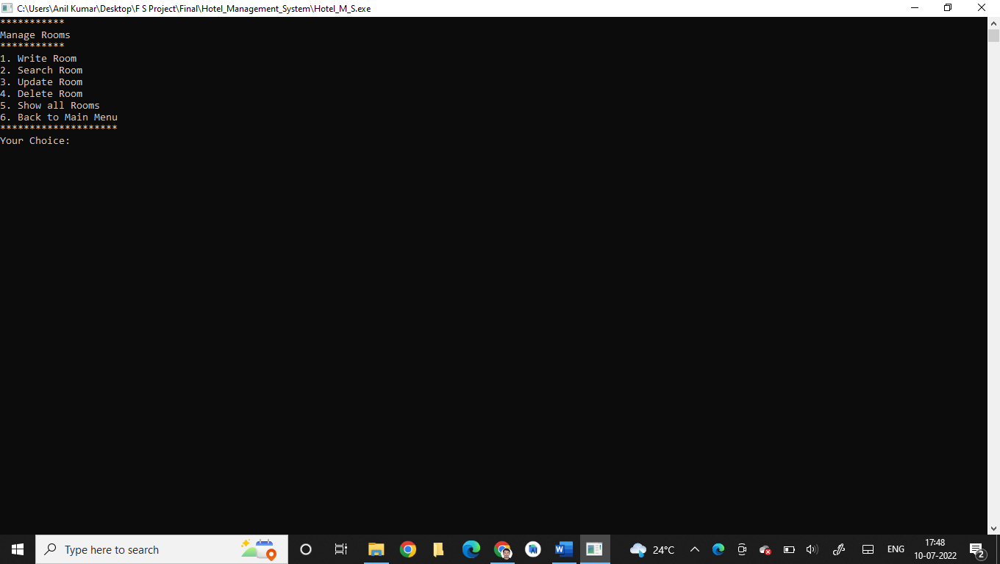 C:\Users\Anil Kumar\Desktop\F S Project\Final\Hotel_Management_System\Hotel_M_S.exe
***********
Manage Rooms
***********
1. Write Room
2. Search Room
3. Update Room
4. Delete Room
5. Show all Rooms
6. Back to Main Menu
********************
Your Choice:
Type here to search
24°C
ENG
17:48
10-07-2022
2